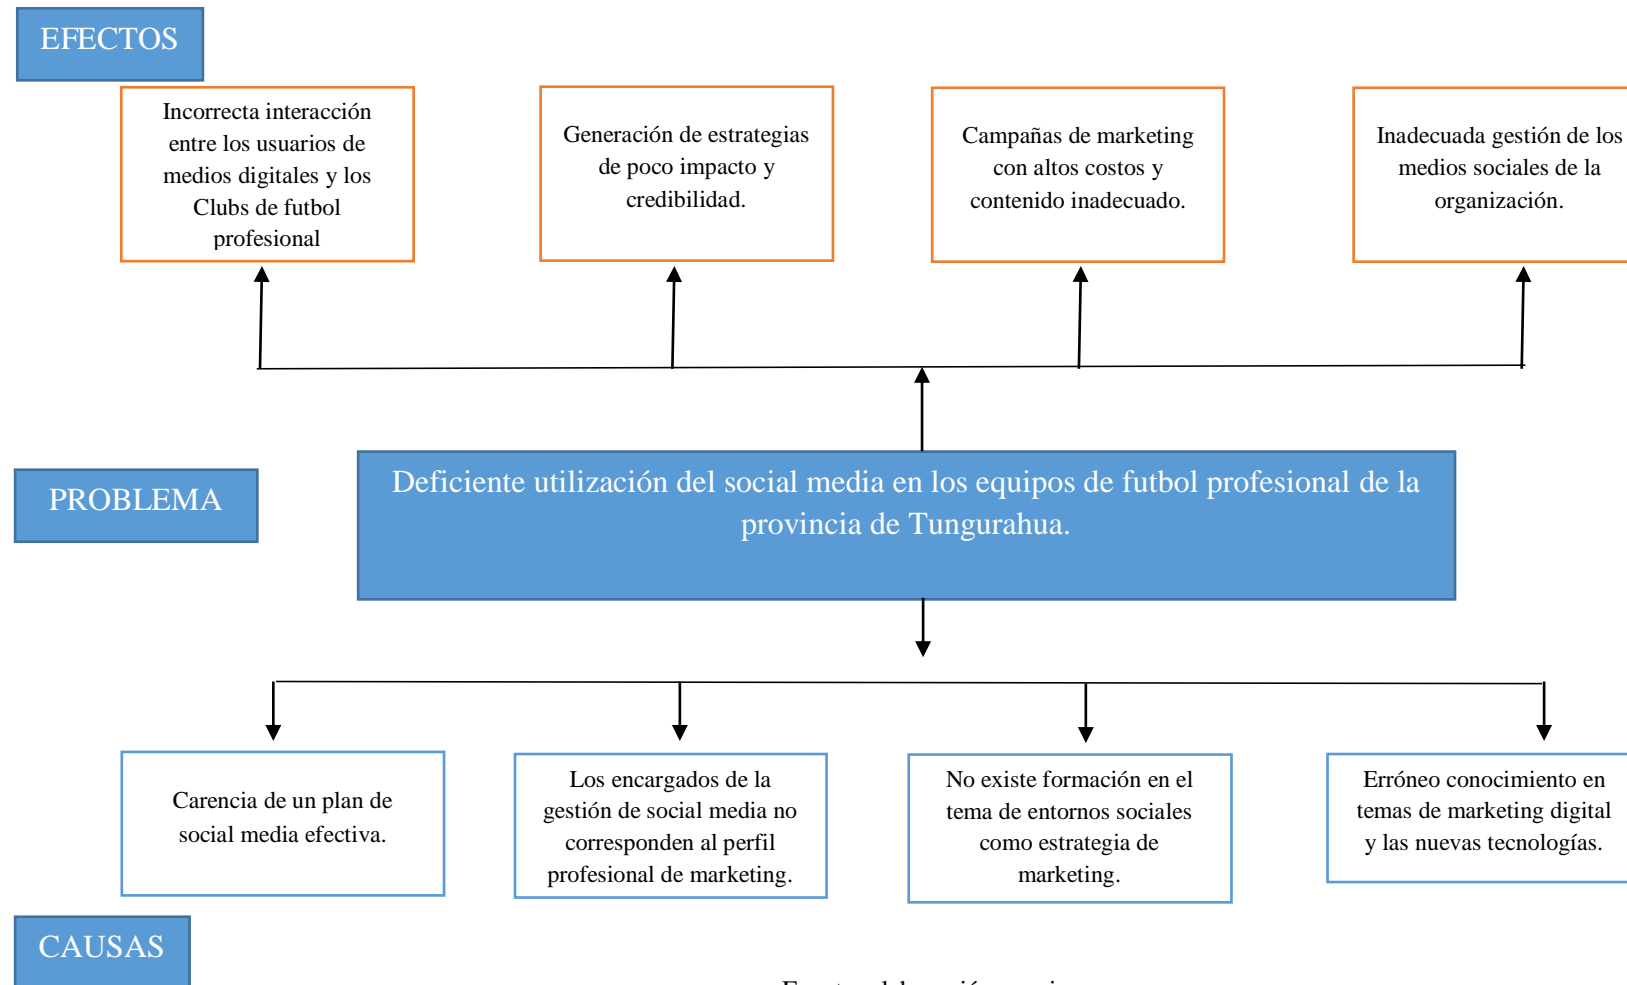 EFECTOS
Incorrecta interacción
entre los usuarios de
medios digitales y los
Clubs de futbol
profesional
Generación de estrategias
de poco impacto y
credibilidad.
Campañas de marketing
con altos costos y
contenido inadecuado.
Inadecuada gestión de los
medios sociales de la
organización.
PROBLEMA
Deficiente utilización del social media en los equipos de futbol profesional de la
provincia de Tungurahua.
Carencia de un plan de
social media efectiva.
Los encargados de la
gestión de social media no
corresponden al perfil
profesional de marketing.
No existe formación en el
tema de entornos sociales
como estrategia de
marketing.
Erróneo conocimiento en
temas de marketing digital
y las nuevas tecnologías.
CAUSAS